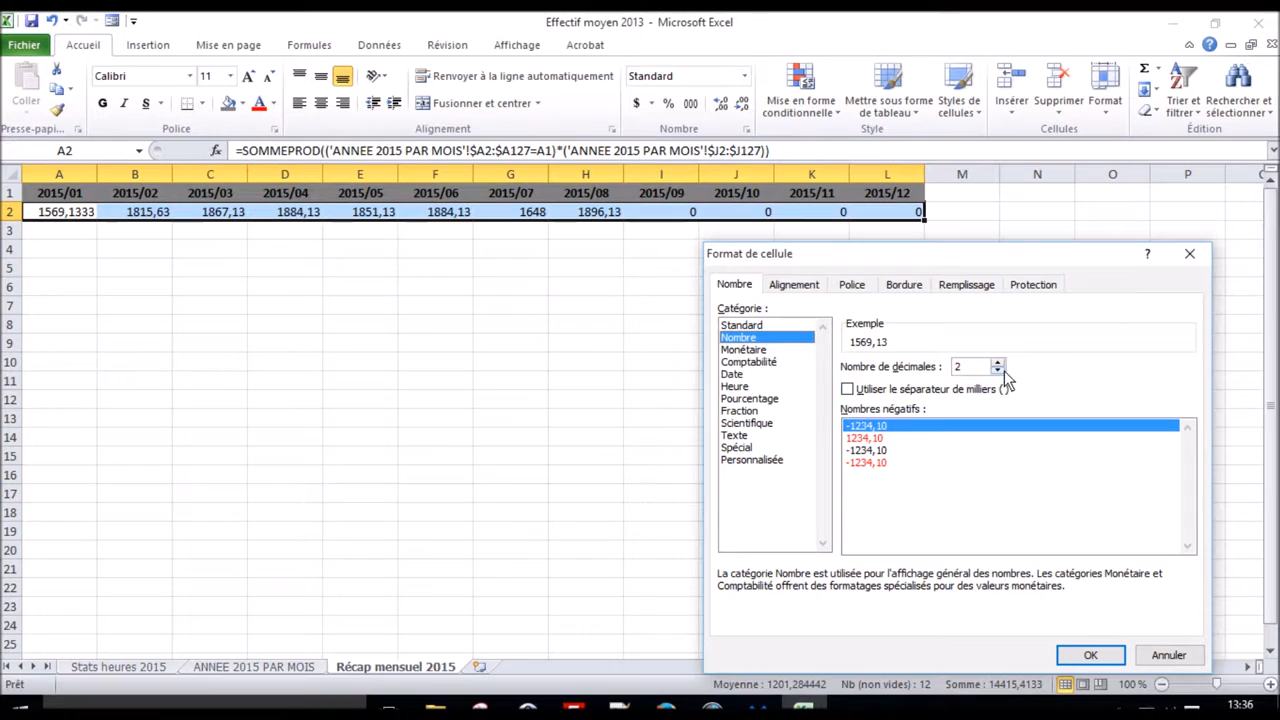 Effectif moyen 2013 - Microsoft Excel
Fichier Accueil Insertion Mise en page Formules Données Révision Affichage Acrobat
Calibri 11 Renvoyer à la ligne automatiquement Standard
Coller G I S Fusionner et centrer $ % 000 Mise en forme conditionnelle Mettre sous forme de tableau Styles de cellules Insérer Supprimer Format Trier et filtrer Rechercher et sélectionner
Presse-papi... Police Alignement Nombre Style Cellules Édition
A2 fx =SOMMEPROD(('ANNEE 2015 PAR MOIS'!$A2:$A127=A1)*('ANNEE 2015 PAR MOIS'!$J2:$J127))
A B C D E F G H I J K L M N O P
1 2015/01 2015/02 2015/03 2015/04 2015/05 2015/06 2015/07 2015/08 2015/09 2015/10 2015/11 2015/12
2 1569,1333 1815,63 1867,13 1884,13 1851,13 1884,13 1648 1896,13 0 0 0 0
3
4
5
6
7
8
9
10
11
12
13
14
15
16
17
18
19
20
21
22
23
24
25
Format de cellule ?
Nombre Alignement Police Bordure Remplissage Protection
Catégorie :
Standard
Nombre
Monétaire
Comptabilité
Date
Heure
Pourcentage
Fraction
Scientifique
Texte
Spécial
Personnalisée
Exemple
1569,13
Nombre de décimales : 2
Utiliser le séparateur de milliers ( )
Nombres négatifs :
-1234,10
1234,10
-1234,10
-1234,10
La catégorie Nombre est utilisée pour l'affichage général des nombres. Les catégories Monétaire et
Comptabilité offrent des formatages spécialisés pour des valeurs monétaires.
OK Annuler
Stats heures 2015 ANNEE 2015 PAR MOIS Récap mensuel 2015
Prêt Moyenne : 1201,284442 Nb (non vides) : 12 Somme : 14415,4133 100 %
13:36